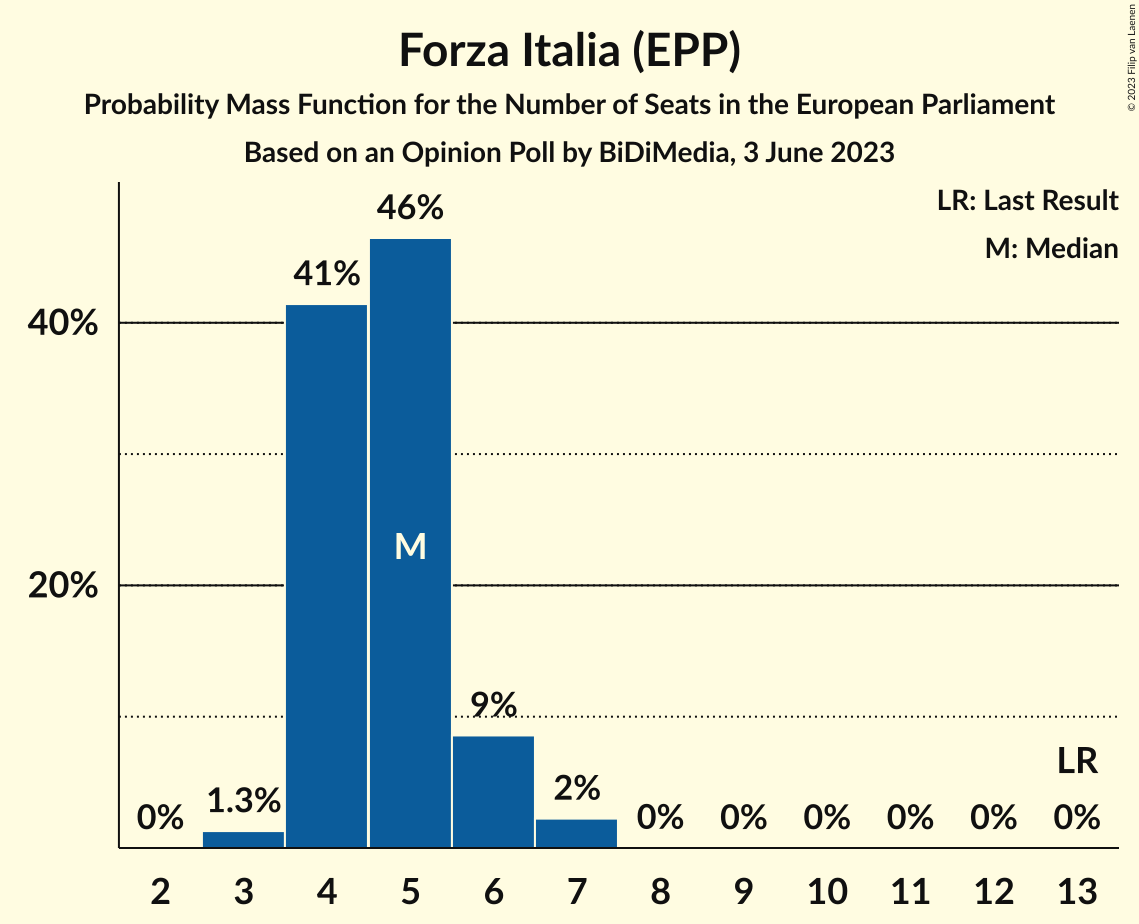 Forza Italia (EPP)
Probability Mass Function for the Number of Seats in the European Parliament
Based on an Opinion Poll by BiDiMedia, 3 June 2023
© 2023 Filip van Laenen
LR: Last Result
M: Median
46%
41%
40%
M
20%
9%
LR
2%
1.3%
0%
0%
0%
0%
0%
0%
0%
2 3 4 5 6 7 8 9 10 11 12 13